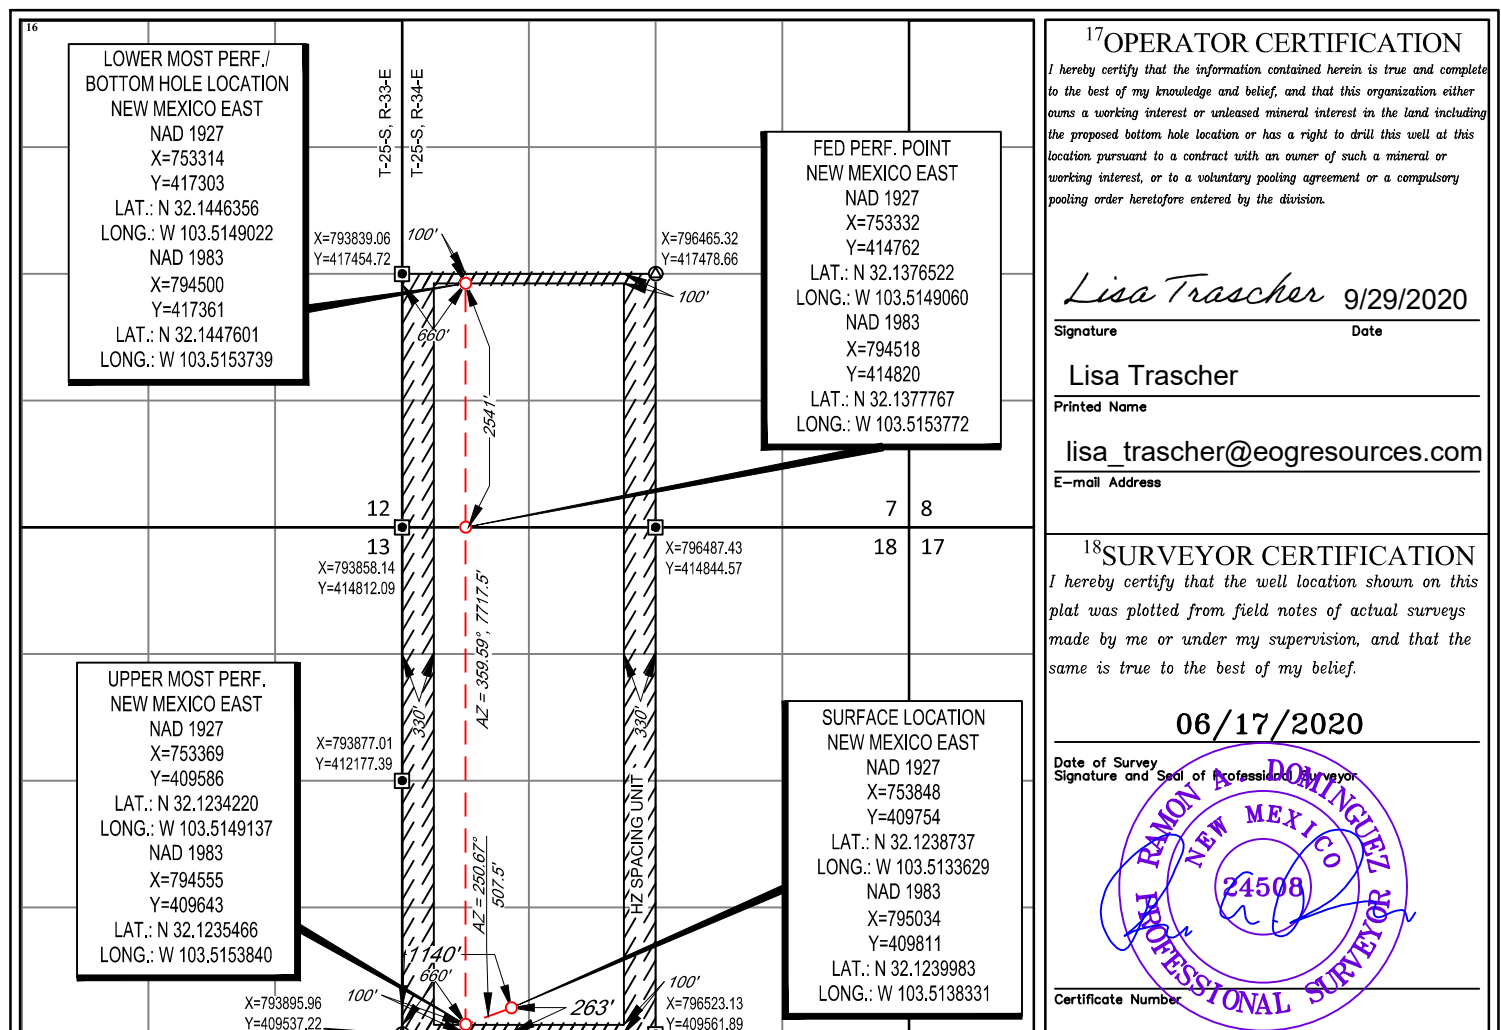 16
LOWER MOST PERF./
BOTTOM HOLE LOCATION
NEW MEXICO EAST
NAD 1927
X=753314
Y=417303
LAT.: N 32.1446356
LONG.: W 103.5149022
NAD 1983
X=794500
Y=417361
LAT.: N 32.1447601
LONG.: W 103.5153739
T-25-S, R-33-E
T-25-S, R-34-E
X=793839.06
Y=417454.72
100'
X=796465.32
Y=417478.66
100'
660'
2541'
FED PERF. POINT
NEW MEXICO EAST
NAD 1927
X=753332
Y=414762
LAT.: N 32.1376522
LONG.: W 103.5149060
NAD 1983
X=794518
Y=414820
LAT.: N 32.1377767
LONG.: W 103.5153772
12
7 8
13
18 17
X=793858.14
Y=414812.09
X=796487.43
Y=414844.57
AZ = 359.59°, 7717.5'
330'
330'
UPPER MOST PERF.
NEW MEXICO EAST
NAD 1927
X=753369
Y=409586
LAT.: N 32.1234220
LONG.: W 103.5149137
NAD 1983
X=794555
Y=409643
LAT.: N 32.1235466
LONG.: W 103.5153840
X=793877.01
Y=412177.39
HZ SPACING UNIT
AZ = 250.67°
507.5'
SURFACE LOCATION
NEW MEXICO EAST
NAD 1927
X=753848
Y=409754
LAT.: N 32.1238737
LONG.: W 103.5133629
NAD 1983
X=795034
Y=409811
LAT.: N 32.1239983
LONG.: W 103.5138331
1140'
660'
100'
263'
100'
X=793895.96
Y=409537.22
X=796523.13
Y=409561.89
17OPERATOR CERTIFICATION
I hereby certify that the information contained herein is true and complete
to the best of my knowledge and belief, and that this organization either
owns a working interest or unleased mineral interest in the land including
the proposed bottom hole location or has a right to drill this well at this
location pursuant to a contract with an owner of such a mineral or
working interest, or to a voluntary pooling agreement or a compulsory
pooling order heretofore entered by the division.
Lisa Trascher 9/29/2020
Signature Date
Lisa Trascher
Printed Name
lisa_trascher@eogresources.com
E-mail Address
18SURVEYOR CERTIFICATION
I hereby certify that the well location shown on this
plat was plotted from field notes of actual surveys
made by me or under my supervision, and that the
same is true to the best of my belief.
06/17/2020
Date of Survey
Signature and Seal of Professional Surveyor
RAMON A. DOMINGUEZ
NEW MEXICO
24508
PROFESSIONAL SURVEYOR
Certificate Number